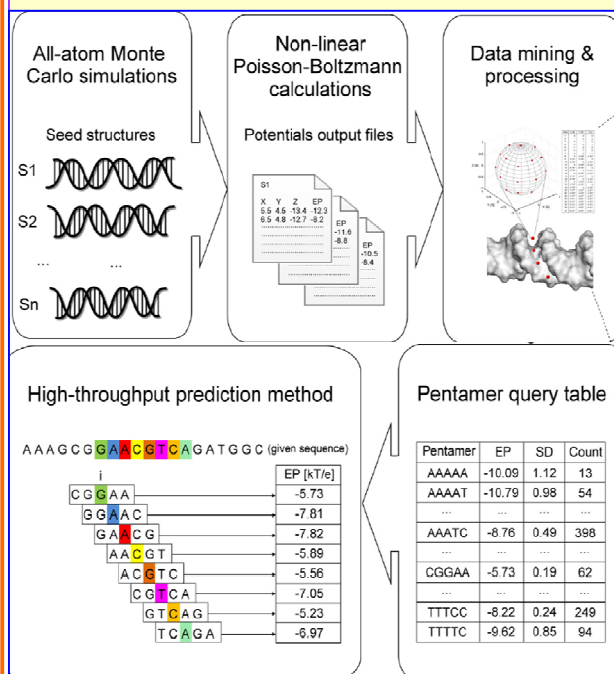 All-atom Monte
Carlo simulations
Seed structures
S1
S2
... ...
Sn
Non-linear
Poisson-Boltzmann
calculations
Potentials output files
S1
X Y Z EP
5.5 4.5 -13.4 -12.3
6.5 4.8 -12.7 -8.2
EP
-11.6
-8.8
EP
-10.5
-8.4
Data mining &
processing
High-throughput prediction method
AAAGCGGAACGTCAGATGGC (given sequence)
i
EP [kT/e]
CGGAA -5.73
GGAAC -7.81
GAACG -7.82
AACGT -5.89
ACGTC -5.56
CGTCA -7.05
GTCAG -5.23
TCAGA -6.97
Pentamer query table
Pentamer EP SD Count
AAAAA -10.09 1.12 13
AAAAT -10.79 0.98 54
... ... ... ...
AAATC -8.76 0.49 398
... ... ... ...
CGGAA -5.73 0.19 62
... ... ... ...
TTTCC -8.22 0.24 249
TTTTC -9.62 0.85 94